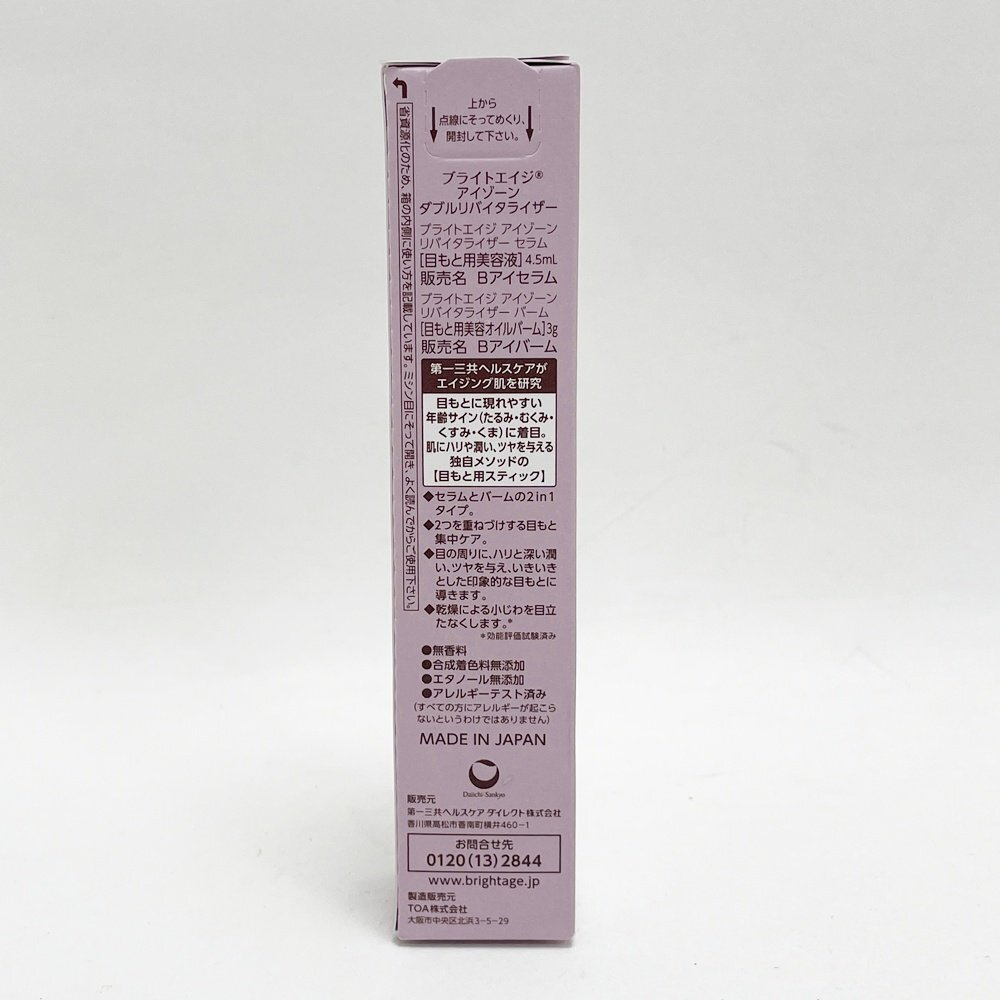 上から
点線にそってめくり、
開封して下さい。
省資源化のため、箱の内側に使い方を記載しています。ミシン目にそって開き、よく読んでからご使用下さい。
ブライトエイジ®
アイゾーン
ダブルリバイタライザー
ブライトエイジ アイゾーン
リバイタライザー セラム
[目もと用美容液] 4.5mL
販売名 Bアイセラム
ブライトエイジ アイゾーン
リバイタライザー バーム
[目もと用美容オイルバーム]3g
販売名 Bアイバーム
第一三共ヘルスケアが
エイジング肌を研究
目もとに現れやすい
年齢サイン(たるみ・むくみ・
くすみ・くま)に着目。
肌にハリや潤い、ツヤを与える
独自メソッドの
【目もと用スティック】
◆セラムとバームの2in1
タイプ。
◆2つを重ねづけする目もと
集中ケア。
◆目の周りに、ハリと深い潤
い、ツヤを与え、いきいき
とした印象的な目もとに
導きます。
◆乾燥による小じわを目立
たなくします。*
*効能評価試験済み
●無香料
●合成着色料無添加
●エタノール無添加
●アレルギーテスト済み
(すべての方にアレルギーが起こら
ないというわけではありません)
MADE IN JAPAN
Daiichi-Sankyo
販売元
第一三共ヘルスケア ダイレクト株式会社
香川県高松市香南町横井460-1
お問合せ先
0120(13)2844
www.brightage.jp
製造販売元
TOA株式会社
大阪市中央区北浜3-5-29